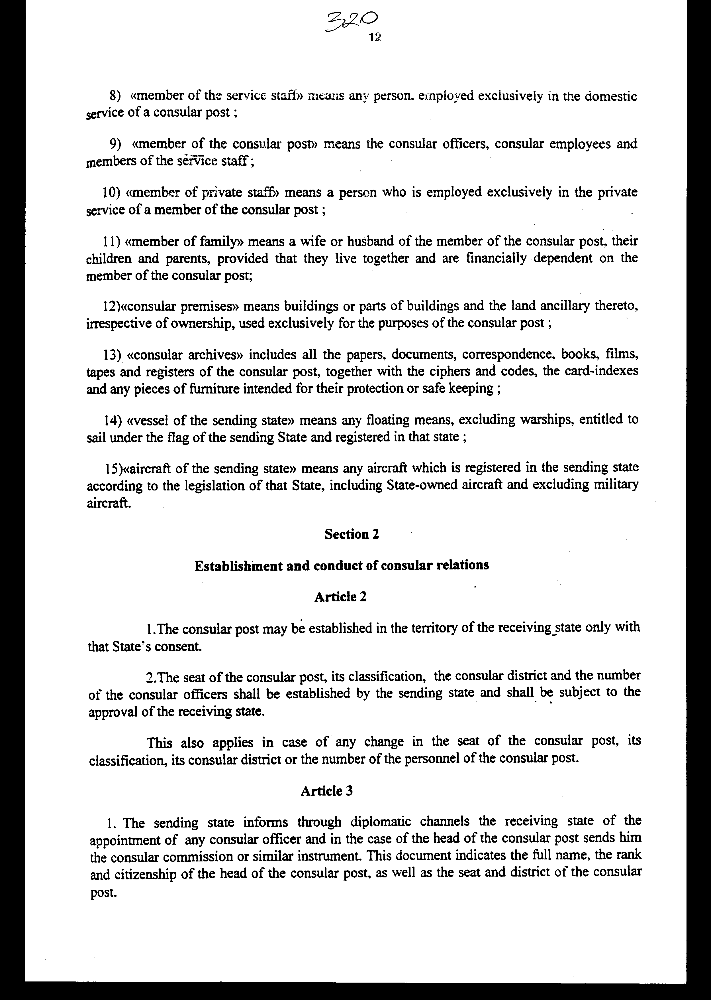 320
12
8) «member of the service staff» means any person. employed exclusively in the domestic
service of a consular post ;
9) «member of the consular post» means the consular officers, consular employees and
members of the service staff ;
10) «member of private staff» means a person who is employed exclusively in the private
service of a member of the consular post ;
11) «member of family» means a wife or husband of the member of the consular post, their
children and parents, provided that they live together and are financially dependent on the
member of the consular post;
12)«consular premises» means buildings or parts of buildings and the land ancillary thereto,
irrespective of ownership, used exclusively for the purposes of the consular post ;
13) «consular archives» includes all the papers, documents, correspondence, books, films,
tapes and registers of the consular post, together with the ciphers and codes, the card-indexes
and any pieces of furniture intended for their protection or safe keeping ;
14) «vessel of the sending state» means any floating means, excluding warships, entitled to
sail under the flag of the sending State and registered in that state ;
15)«aircraft of the sending state» means any aircraft which is registered in the sending state
according to the legislation of that State, including State-owned aircraft and excluding military
aircraft.
Section 2
Establishment and conduct of consular relations
Article 2
1.The consular post may be established in the territory of the receiving state only with
that State's consent.
2.The seat of the consular post, its classification, the consular district and the number
of the consular officers shall be established by the sending state and shall be subject to the
approval of the receiving state.
This also applies in case of any change in the seat of the consular post, its
classification, its consular district or the number of the personnel of the consular post.
Article 3
1. The sending state informs through diplomatic channels the receiving state of the
appointment of any consular officer and in the case of the head of the consular post sends him
the consular commission or similar instrument. This document indicates the full name, the rank
and citizenship of the head of the consular post, as well as the seat and district of the consular
post.